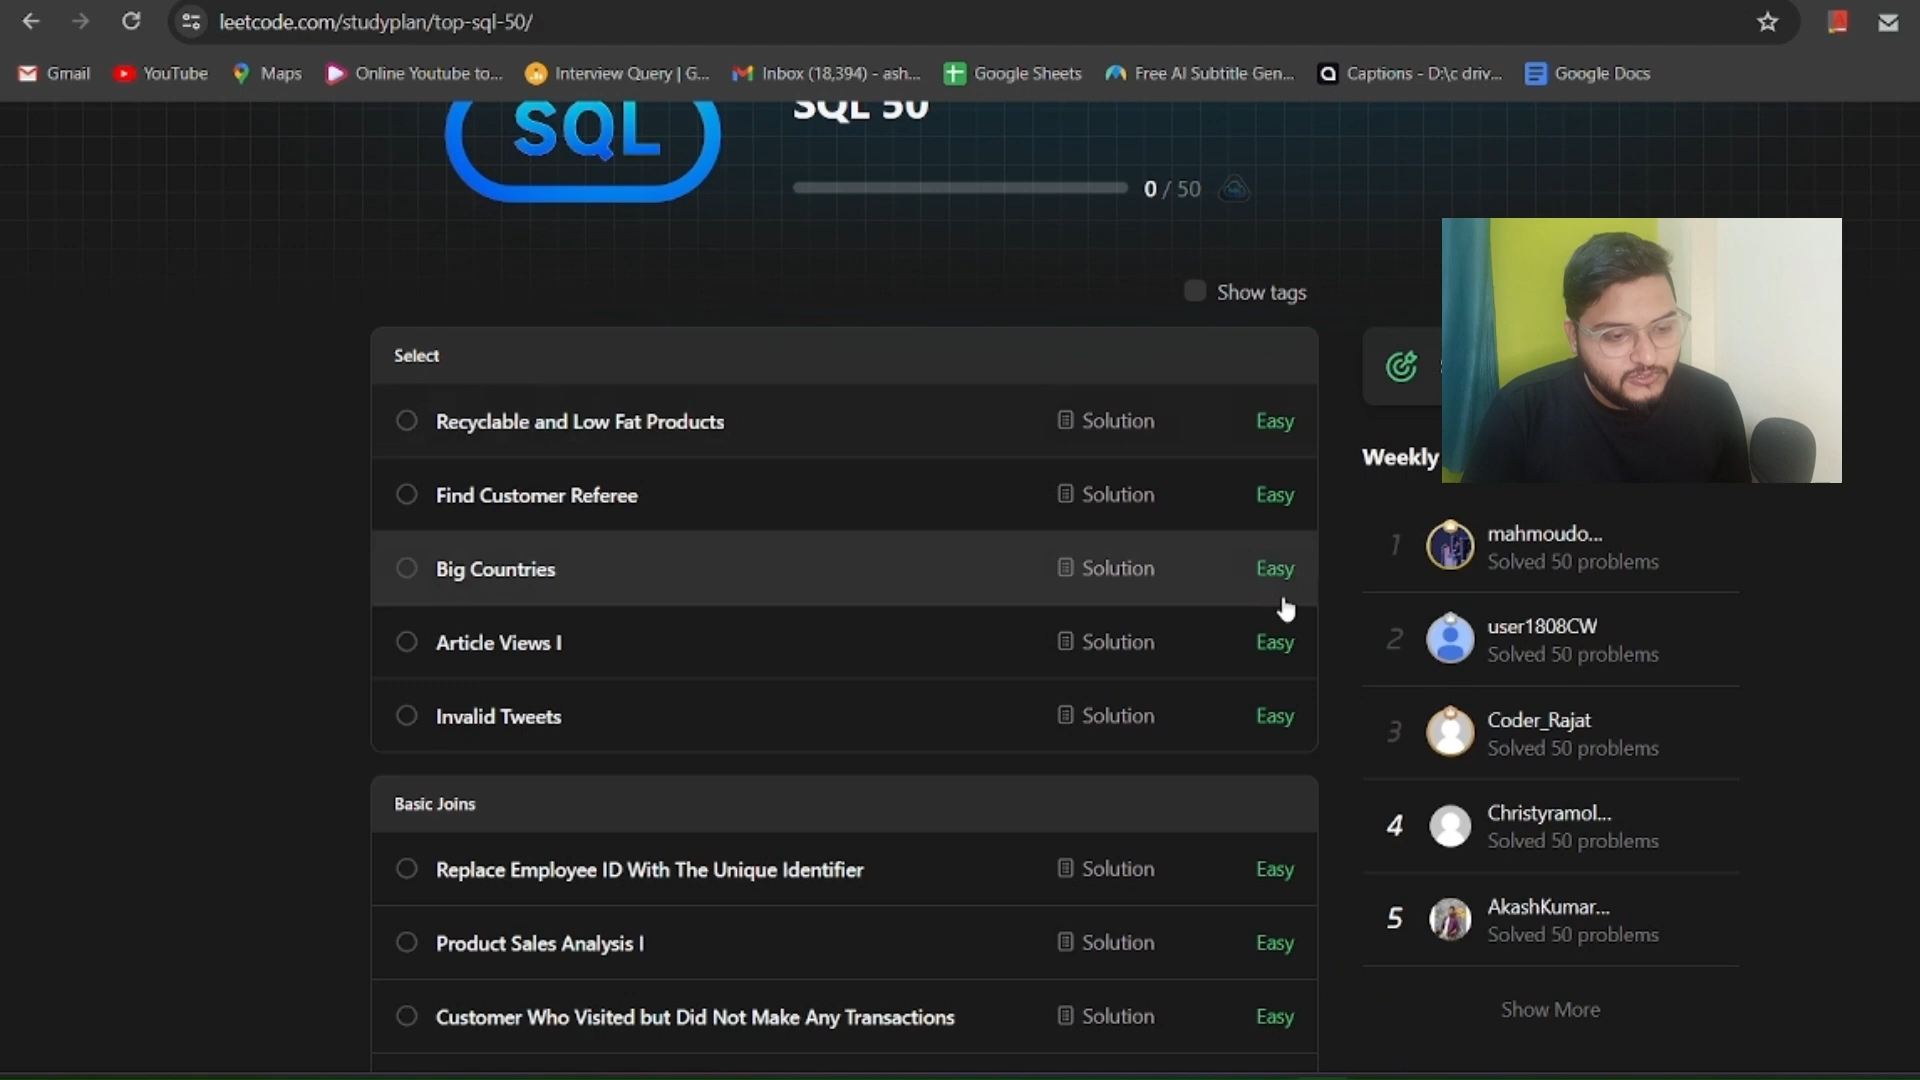 leetcode.com/studyplan/top-sql-50/
Gmail YouTube Maps Online Youtube to... Interview Query | G... Inbox (18,394) - ash... Google Sheets Free AI Subtitle Gen... Captions - D:\c driv... Google Docs
SQL
SQL 50
0 / 50
Show tags
Select
Recyclable and Low Fat Products Solution Easy
Find Customer Referee Solution Easy
Big Countries Solution Easy
Article Views I Solution Easy
Invalid Tweets Solution Easy
Basic Joins
Replace Employee ID With The Unique Identifier Solution Easy
Product Sales Analysis I Solution Easy
Customer Who Visited but Did Not Make Any Transactions Solution Easy
Weekly
1 mahmoudo...
Solved 50 problems
2 user1808CW
Solved 50 problems
3 Coder_Rajat
Solved 50 problems
4 Christyramol...
Solved 50 problems
5 AkashKumar...
Solved 50 problems
Show More